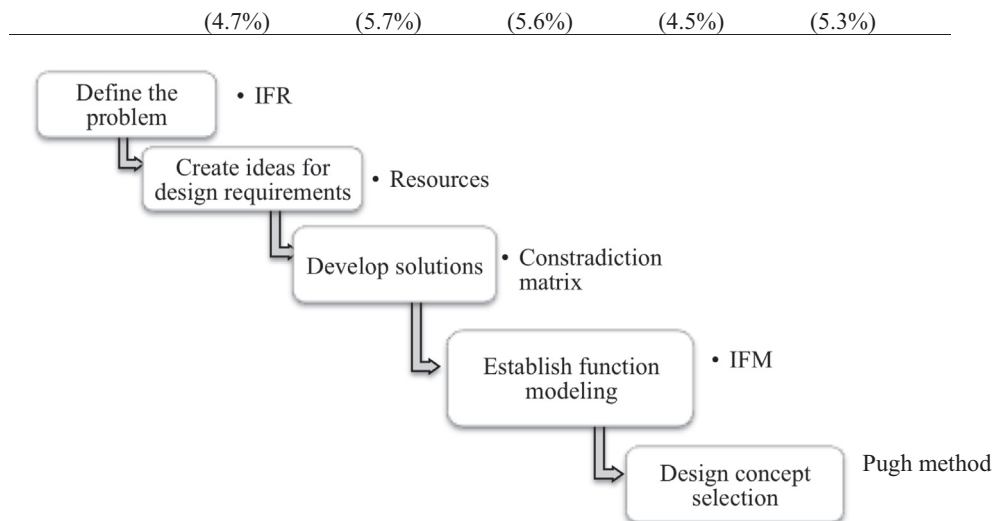 (4.7%) (5.7%) (5.6%) (4.5%) (5.3%)
Define the
problem
• IFR
Create ideas for
design requirements
• Resources
Develop solutions
• Constradiction
matrix
Establish function
modeling
• IFM
Design concept
selection
Pugh method